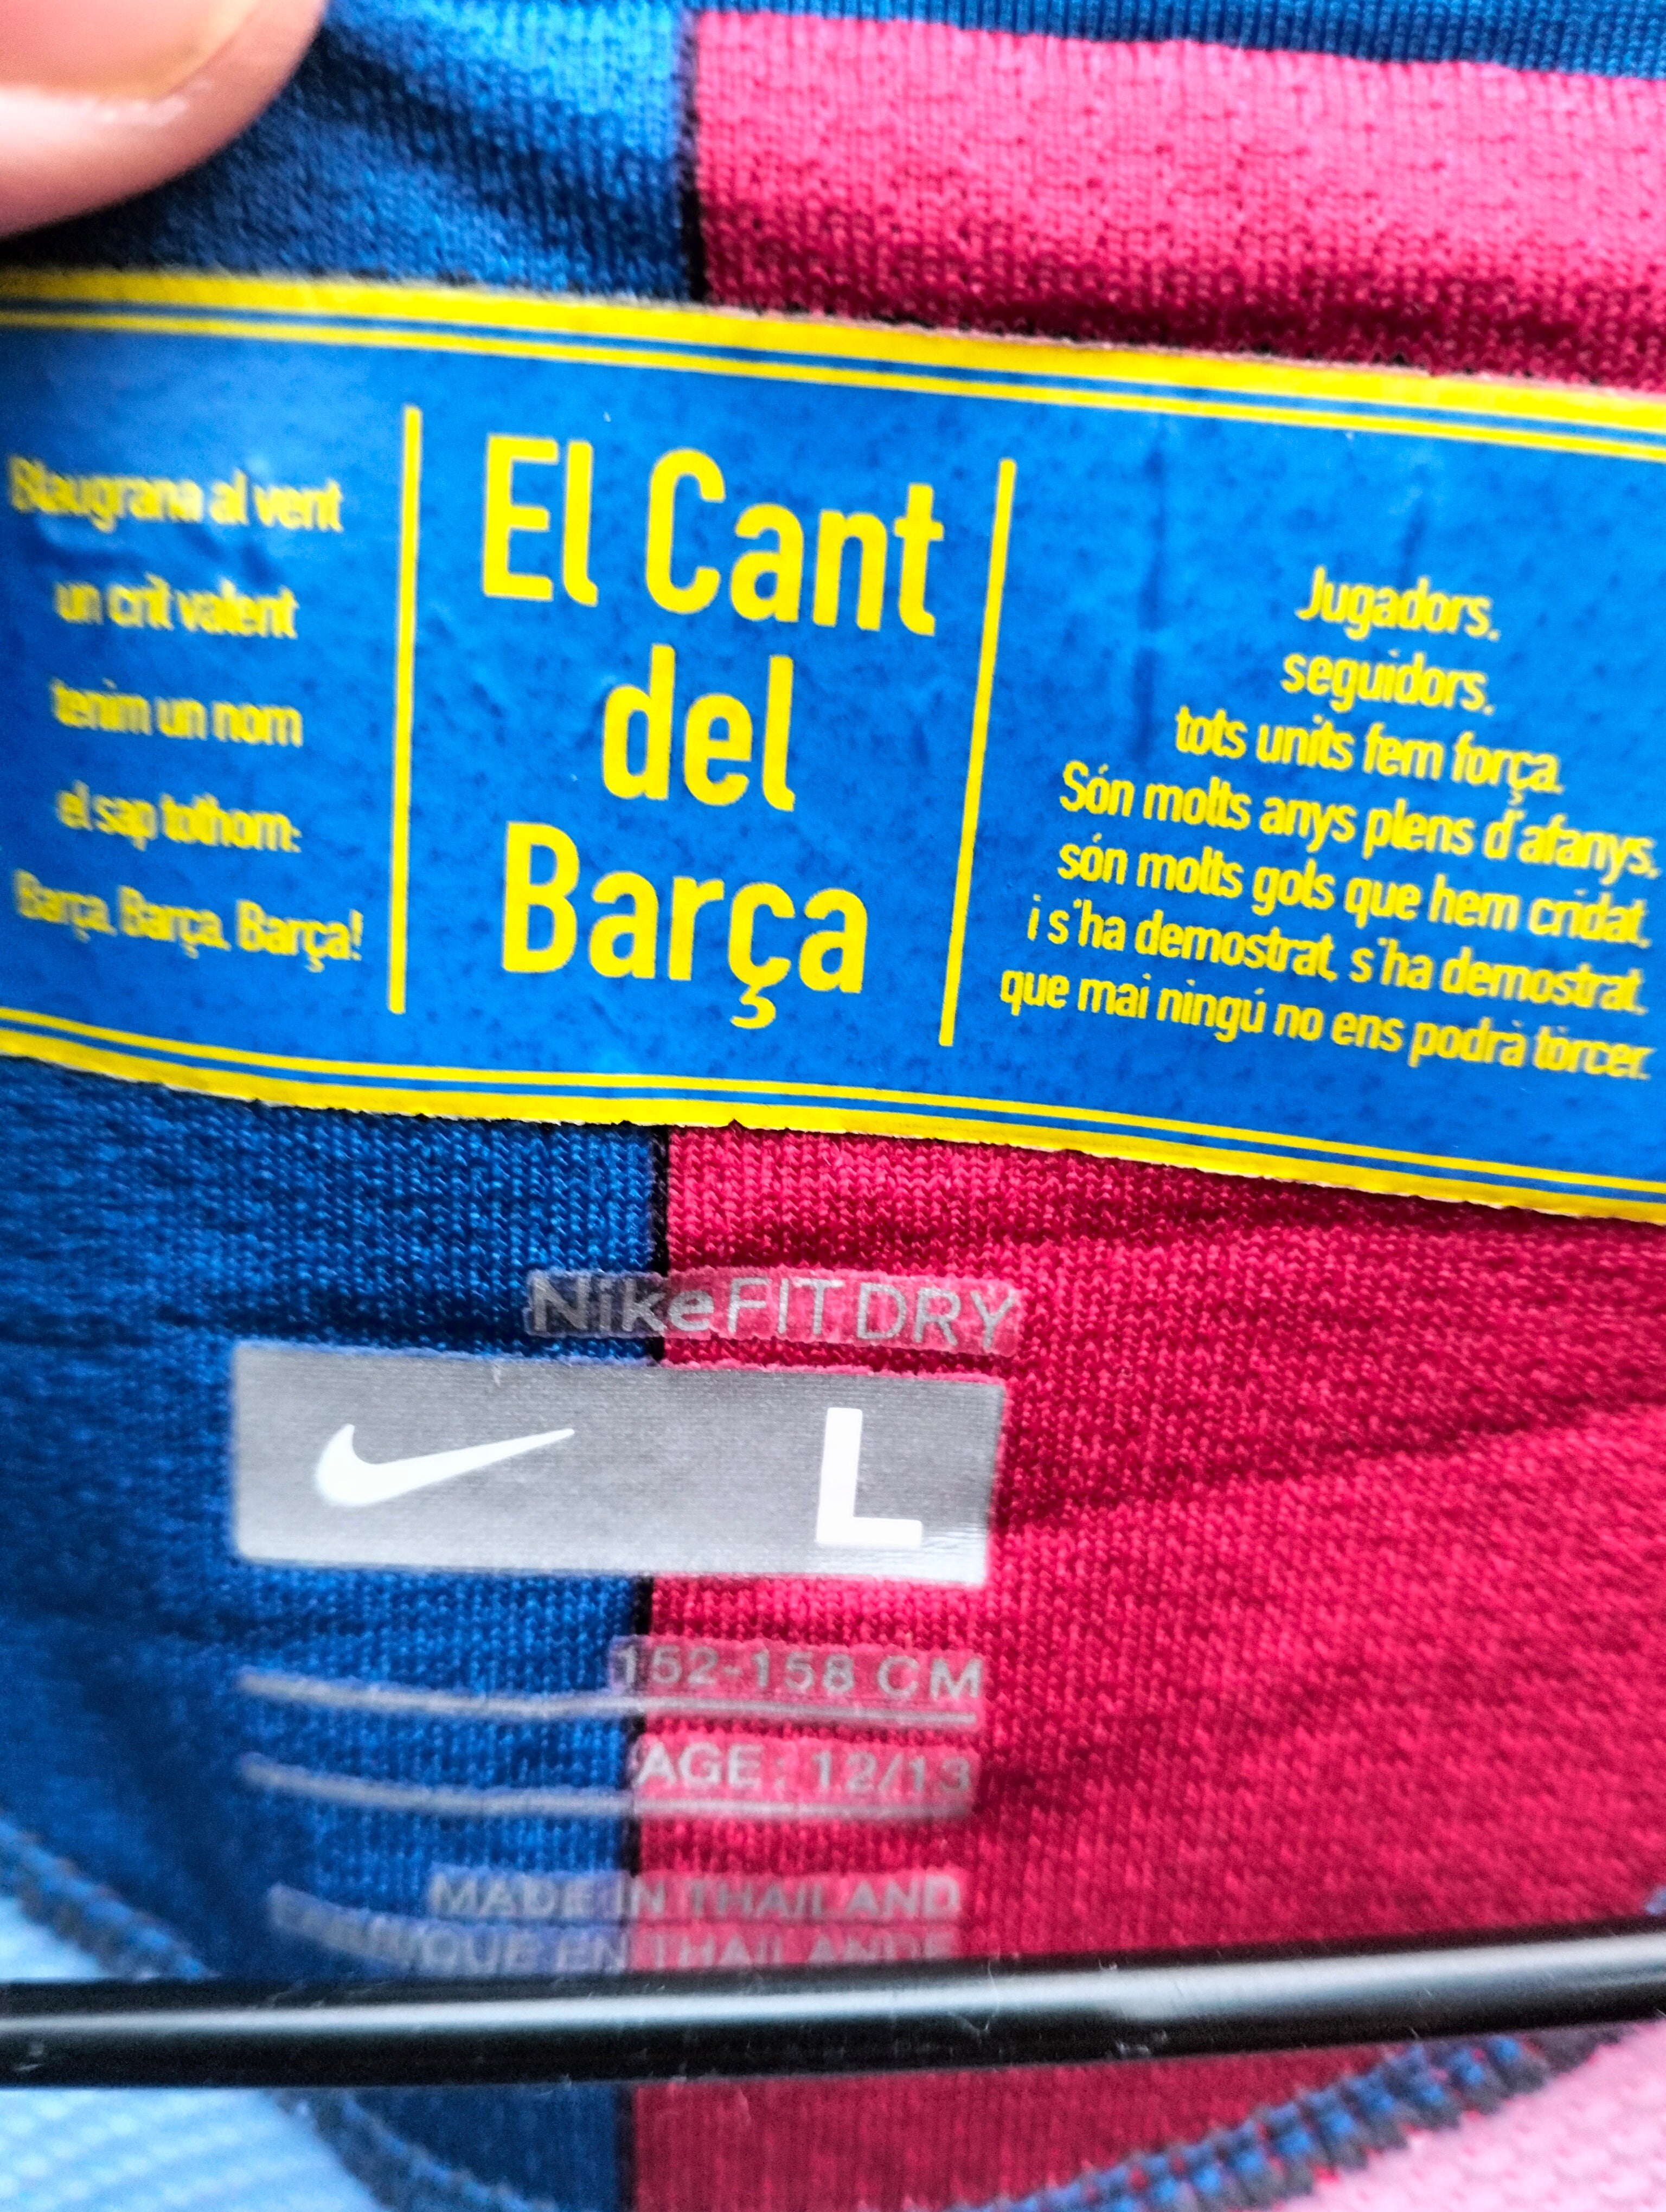 Blaugrana al vent
un crit valent
tenim un nom
el sap tothom:
Barça, Barça, Barça!
El Cant
del
Barça
Jugadors,
seguidors,
tots units fem força.
Són molts anys plens d'afanys,
són molts gols que hem cridat,
i s'ha demostrat, s'ha demostrat,
que mai ningú no ens podrà tòrcer.
NikeFIT DRY
L
152-158 CM
AGE: 12/13
MADE IN THAILAND
EN THAILANDE